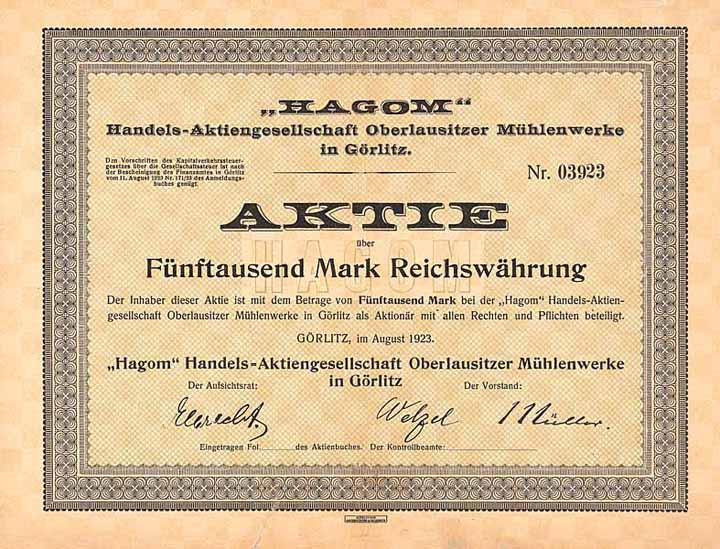 „HAGOM“
Handels-Aktiengesellschaft Oberlausitzer Mühlenwerke
in Görlitz.
Den Vorschriften des Kapitalverkehrssteuer-
gesetzes über die Gesellschaftssteuer ist nach
der Bescheinigung des Finanzamtes in Görlitz
vom 11. August 1923 Nr. 171/23 des Anmeldungs-
buches genügt.
Nr. 03923
AKTIE
über
HAGOM
Fünftausend Mark Reichswährung
Der Inhaber dieser Aktie ist mit dem Betrage von Fünftausend Mark bei der „Hagom“ Handels-Aktien-
gesellschaft Oberlausitzer Mühlenwerke in Görlitz als Aktionär mit allen Rechten und Pflichten beteiligt.
GÖRLITZ, im August 1923.
„Hagom“ Handels-Aktiengesellschaft Oberlausitzer Mühlenwerke
in Görlitz
Der Aufsichtsrat: Der Vorstand:
Welzel Müller.
Eingetragen Fol. des Aktienbuches. Der Kontrollbeamte: